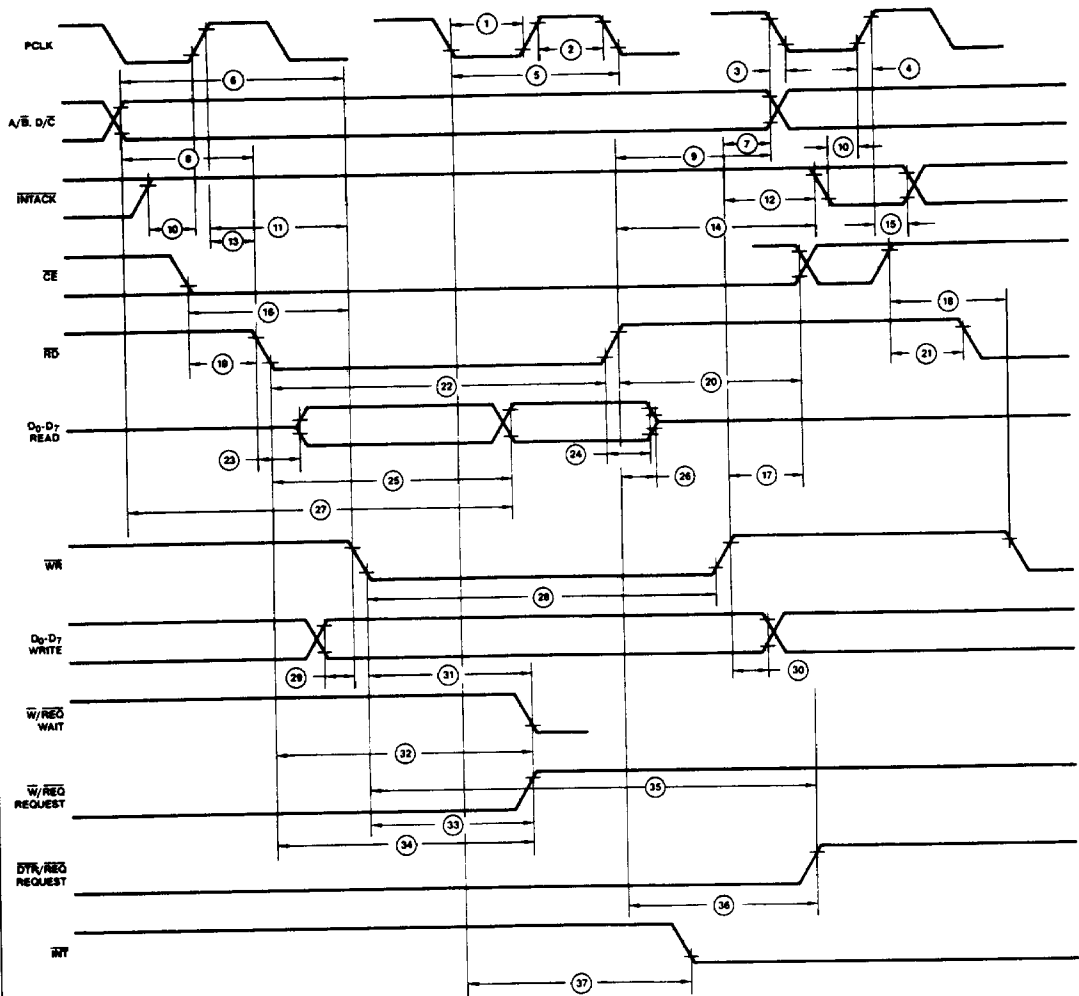 1
2
PCLK
3
4
5
6
A/B. D/C
7
8
9
10
INTACK
10
11
12
13
14
15
CE
16
18
RD
19
20
21
22
D0-D7
READ
23
24
25
26
17
27
WR
28
D0-D7
WRITE
29
30
31
W/REQ
WAIT
32
W/REQ
REQUEST
33
34
35
DTR/REQ
REQUEST
36
INT
37